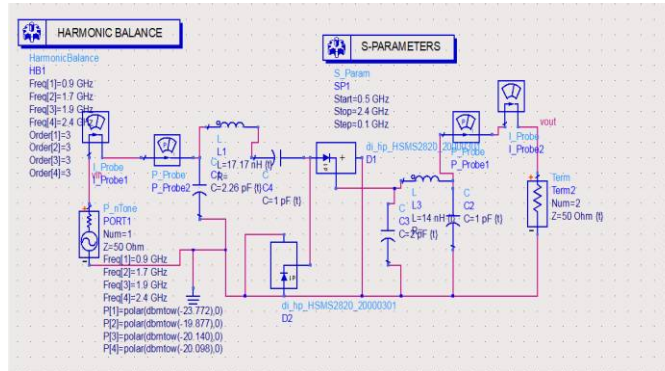 HARMONIC BALANCE
HarmonicBalance
HB1
Freq[1]=0.9 GHz
Freq[2]=1.7 GHz
Freq[3]=1.9 GHz
Freq[4]=2.4 GHz
Order[1]=3
Order[2]=3
Order[3]=3
Order[4]=3
I_Probe
I_Probe1
P_Probe
P_Probe2
L
L1
L=17.17 nH {t}
R=
C
C=2.26 pF {t}
C
C4
C=1 pF {t}
S-PARAMETERS
S_Param
SP1
Start=0.5 GHz
Stop=2.4 GHz
Step=0.1 GHz
di_hp_HSMS2820_20000301
D1
P_Probe
P_Probe1
I_Probe
I_Probe2
vout
L
L3
L=14 nH {t}
C
C3
C=2 pF {t}
C
C2
C=1 pF {t}
Term
Term2
Num=2
Z=50 Ohm {t}
P_nTone
PORT1
Num=1
Z=50 Ohm
Freq[1]=0.9 GHz
Freq[2]=1.7 GHz
Freq[3]=1.9 GHz
Freq[4]=2.4 GHz
P[1]=polar(dbmtow(-23.772),0)
P[2]=polar(dbmtow(-19.877),0)
P[3]=polar(dbmtow(-20.140),0)
P[4]=polar(dbmtow(-20.098),0)
di_hp_HSMS2820_20000301
D2